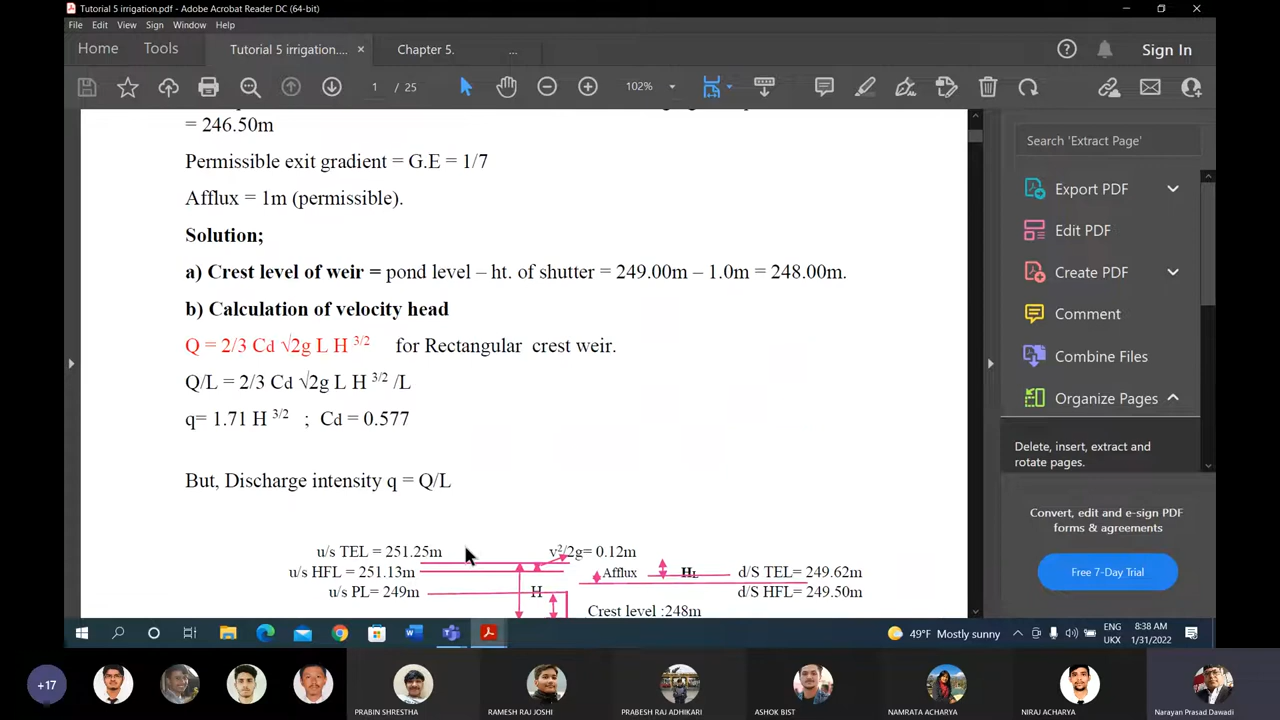 Tutorial 5 irrigation.pdf - Adobe Acrobat Reader DC (64-bit)
File Edit View Sign Window Help
Home Tools Tutorial 5 irrigation.... × Chapter 5. ... Sign In
1 / 25 102%
= 246.50m
Permissible exit gradient = G.E = 1/7
Afflux = 1m (permissible).
Solution;
a) Crest level of weir = pond level – ht. of shutter = 249.00m – 1.0m = 248.00m.
b) Calculation of velocity head
Q = 2/3 Cd √2g L H 3/2 for Rectangular crest weir.
Q/L = 2/3 Cd √2g L H 3/2 /L
q= 1.71 H 3/2 ; Cd = 0.577
But, Discharge intensity q = Q/L
u/s TEL = 251.25m v²/2g= 0.12m
u/s HFL = 251.13m Afflux HL d/S TEL= 249.62m
u/s PL= 249m H d/S HFL= 249.50m
Crest level :248m
Search 'Extract Page'
Export PDF
Edit PDF
Create PDF
Comment
Combine Files
Organize Pages
Delete, insert, extract and
rotate pages.
Convert, edit and e-sign PDF
forms & agreements
Free 7-Day Trial
49°F Mostly sunny
ENG
UKX
8:38 AM
1/31/2022
+17
PRABIN SHRESTHA
RAMESH RAJ JOSHI
PRABESH RAJ ADHIKARI
ASHOK BIST
NAMRATA ACHARYA
NIRAJ ACHARYA
Narayan Prasad Dawadi